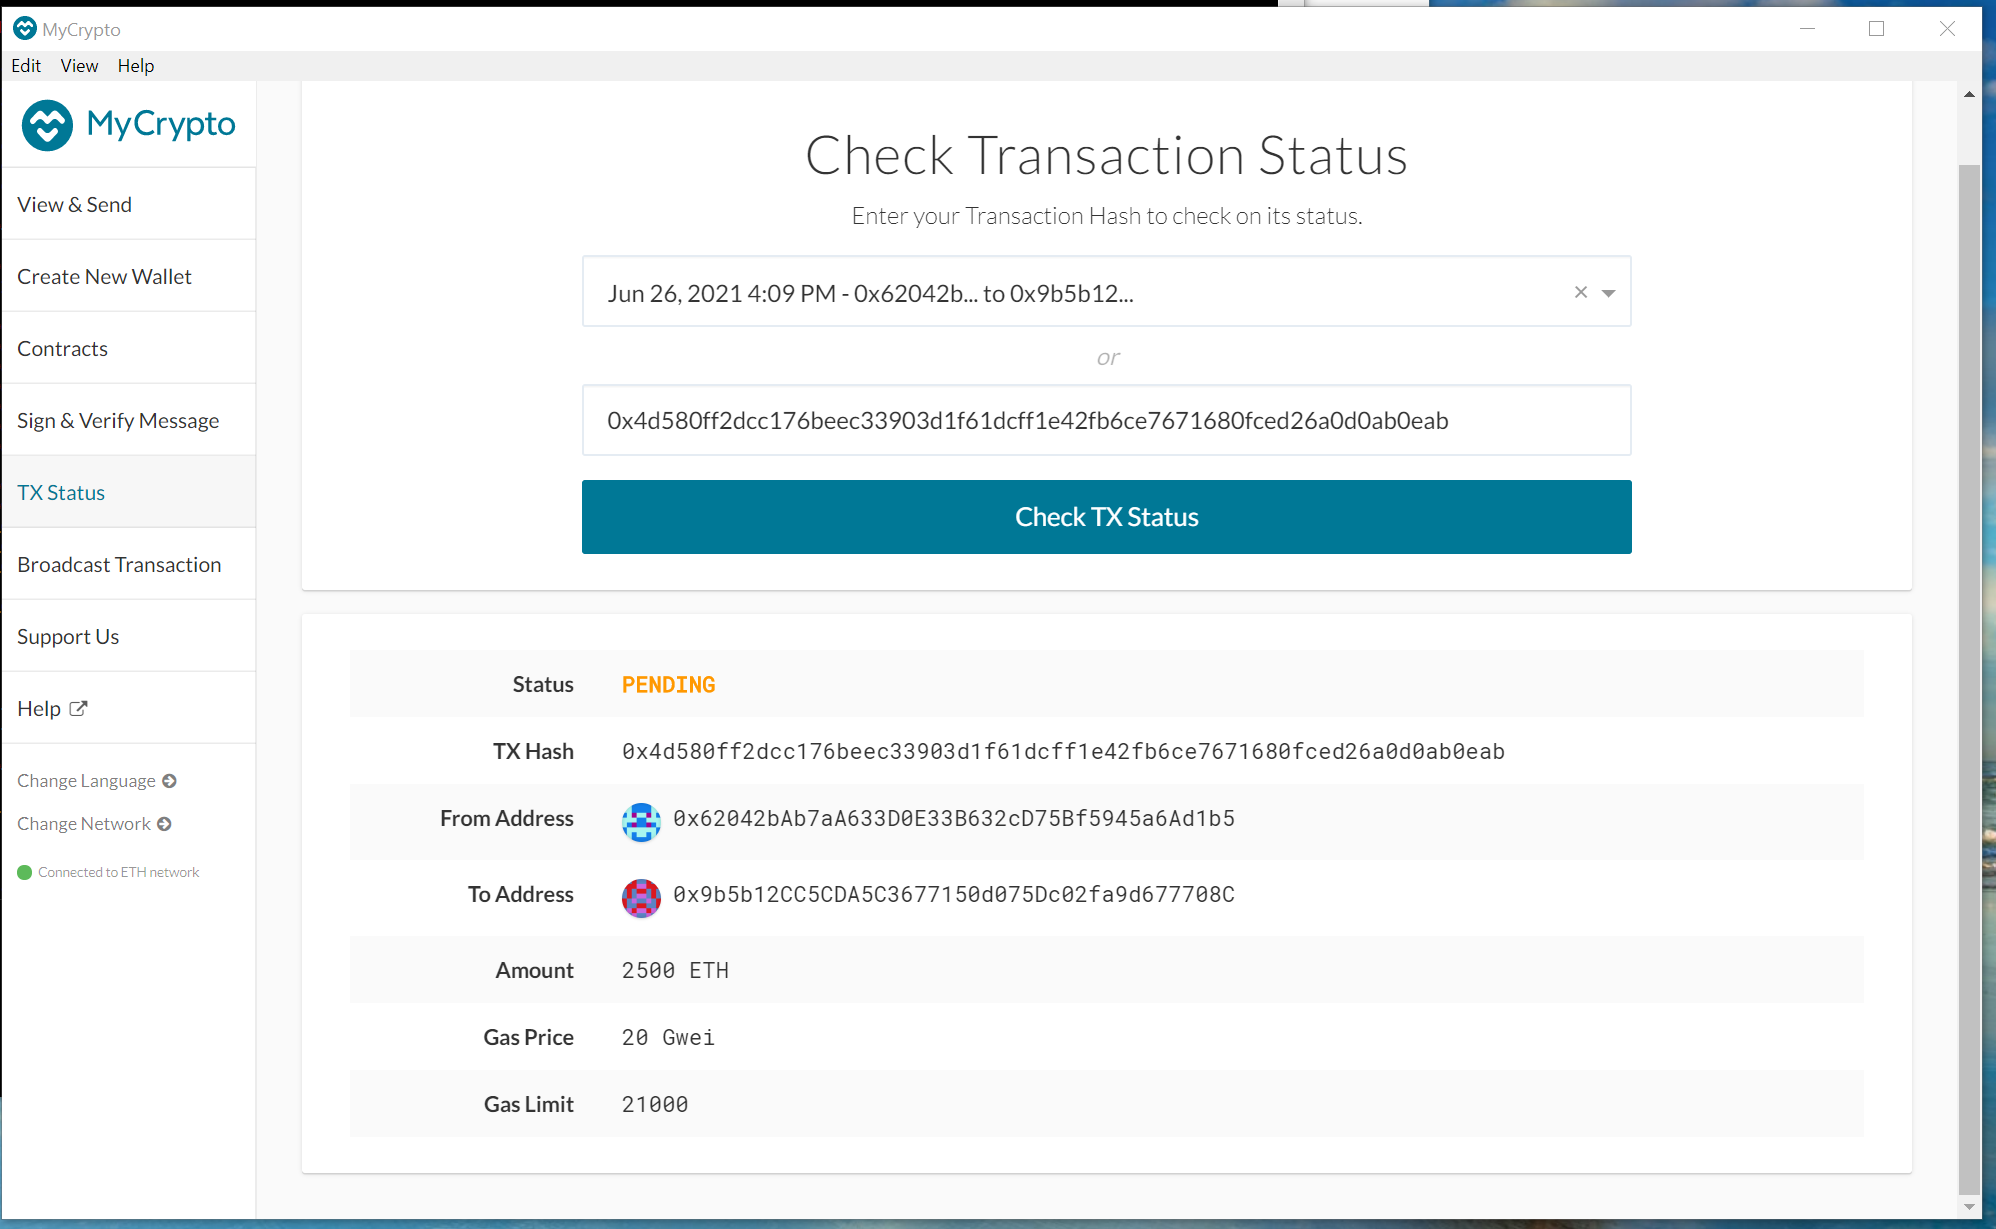 MyCrypto
Edit View Help
MyCrypto
View & Send
Create New Wallet
Contracts
Sign & Verify Message
TX Status
Broadcast Transaction
Support Us
Help
Change Language
Change Network
Connected to ETH network
Check Transaction Status
Enter your Transaction Hash to check on its status.
Jun 26, 2021 4:09 PM - 0x62042b... to 0x9b5b12...
or
0x4d580ff2dcc176beec33903d1f61dcff1e42fb6ce7671680fced26a0d0ab0eab
Check TX Status
Status PENDING
TX Hash 0x4d580ff2dcc176beec33903d1f61dcff1e42fb6ce7671680fced26a0d0ab0eab
From Address 0x62042bAb7aA633D0E33B632cD75Bf5945a6Ad1b5
To Address 0x9b5b12CC5CDA5C3677150d075Dc02fa9d677708C
Amount 2500 ETH
Gas Price 20 Gwei
Gas Limit 21000